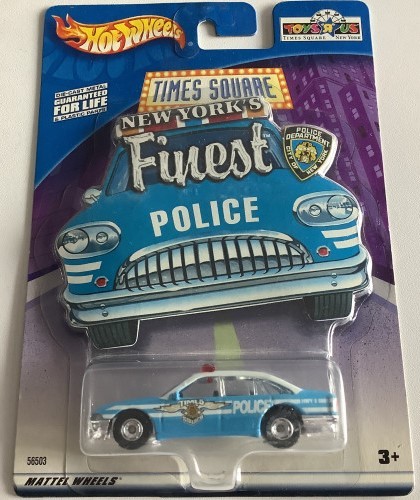 Hot Wheels
TOYS R US
TIMES SQUARE NEW YORK
DIE-CAST METAL
GUARANTEED
FOR LIFE
& PLASTIC PARTS
TIMES SQUARE
NEW YORK'S
Finest™
POLICE
DEPARTMENT
CITY OF
NEW YORK
POLICE
POLICE
56503
MATTEL WHEELS
3+